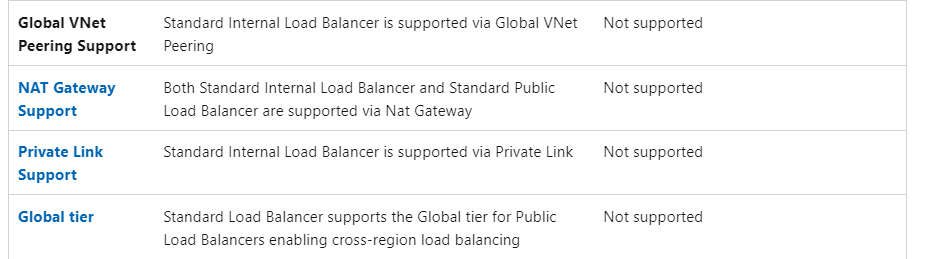 Global VNet Standard Internal Load Balancer is supported via Global VNet Not supported
Peering Support Peering
NAT Gateway Both Standard Internal Load Balancer and Standard Public Not supported
Support Load Balancer are supported via Nat Gateway
Private Link Standard Internal Load Balancer is supported via Private Link Not supported
Support
Global tier Standard Load Balancer supports the Global tier for Public Not supported
Load Balancers enabling cross-region load balancing